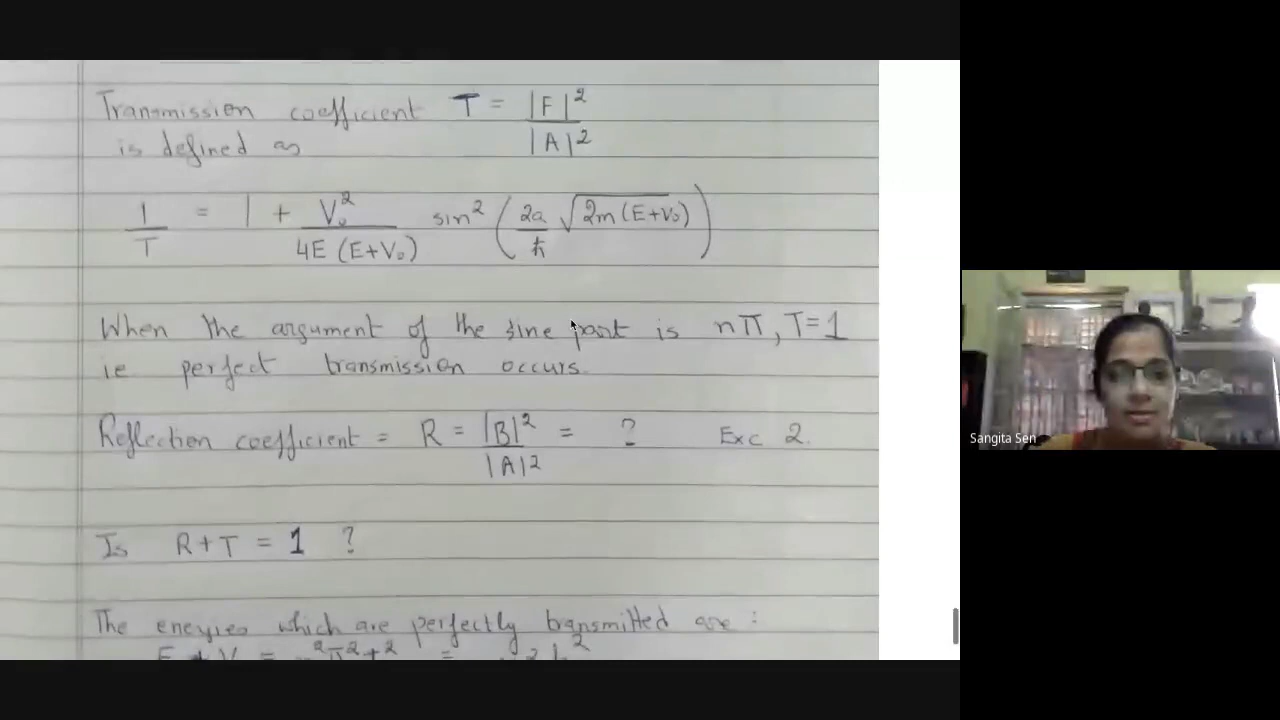 Transmission coefficient T = |F|²
is defined as |A|²
1/T = 1 + V₀²/4E(E+V₀) sin² (2a/ħ √2m(E+V₀))
When the argument of the sine part is nπ, T=1
ie perfect transmission occurs.
Reflection coefficient = R = |B|²/|A|² = ? Exc 2.
Is R+T = 1 ?
The energies which are perfectly transmitted are :
Sangita Sen